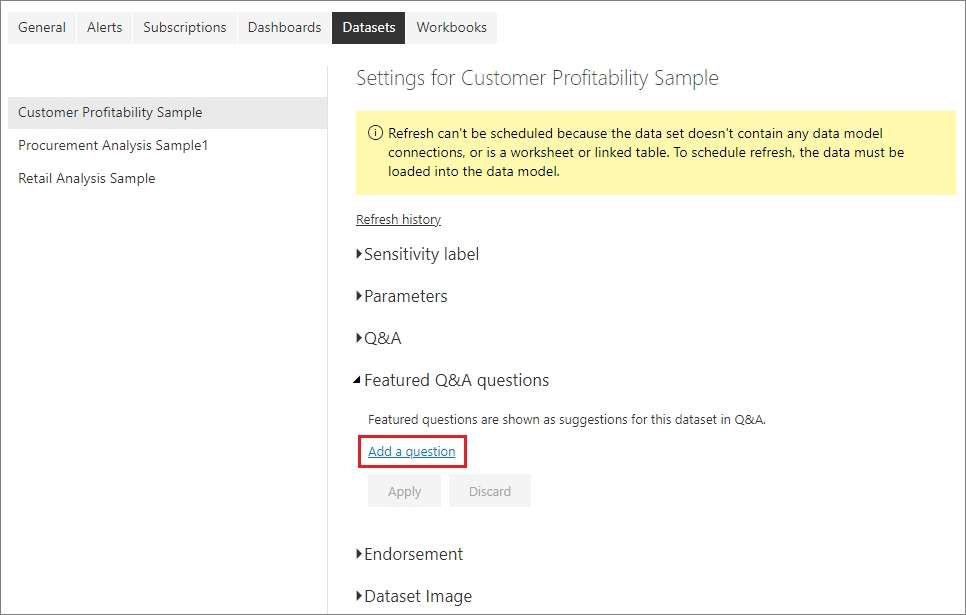 General Alerts Subscriptions Dashboards Datasets Workbooks
Customer Profitability Sample
Procurement Analysis Sample1
Retail Analysis Sample
Settings for Customer Profitability Sample
Refresh can't be scheduled because the data set doesn't contain any data model
connections, or is a worksheet or linked table. To schedule refresh, the data must be
loaded into the data model.
Refresh history
Sensitivity label
Parameters
Q&A
Featured Q&A questions
Featured questions are shown as suggestions for this dataset in Q&A.
Add a question
Apply Discard
Endorsement
Dataset Image